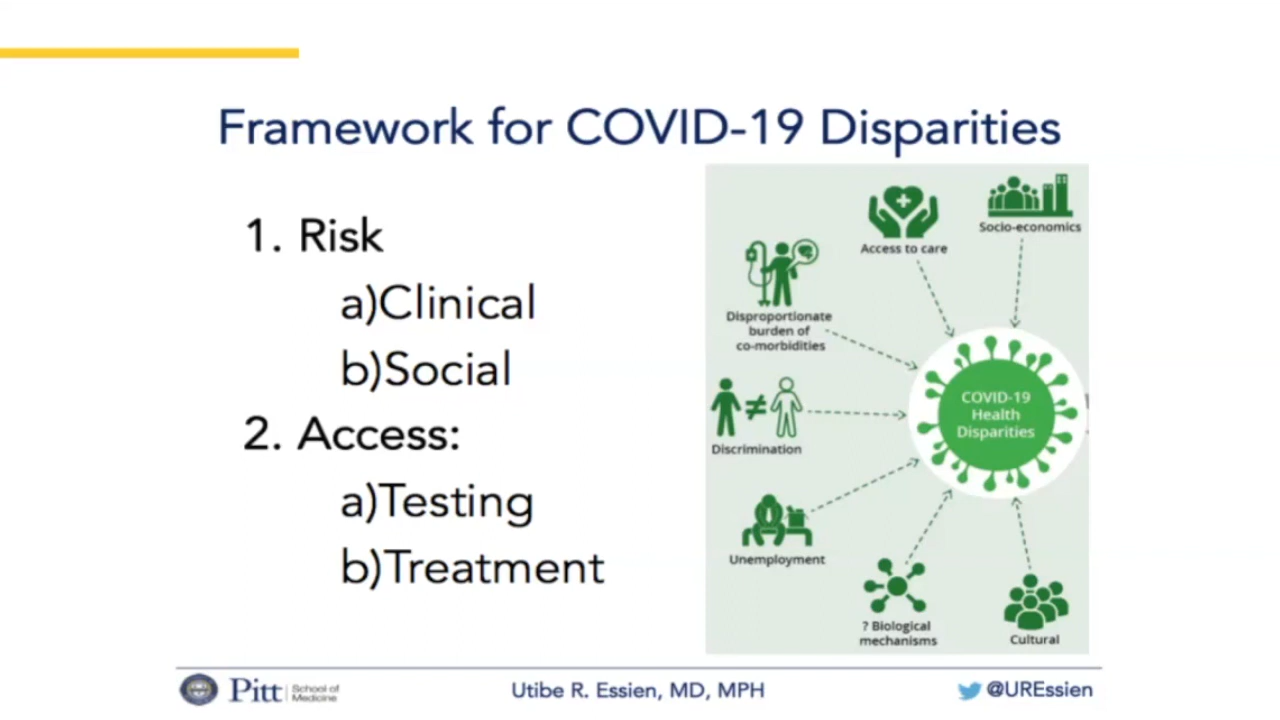 Framework for COVID-19 Disparities
1. Risk
a)Clinical
b)Social
2. Access:
a)Testing
b)Treatment
Socio-economics
Access to care
Disproportionate
burden of
co-morbidities
COVID-19
Health
Disparities
Discrimination
Unemployment
? Biological
mechanisms
Cultural
Pitt
School of
Medicine
Utibe R. Essien, MD, MPH
@UREssien